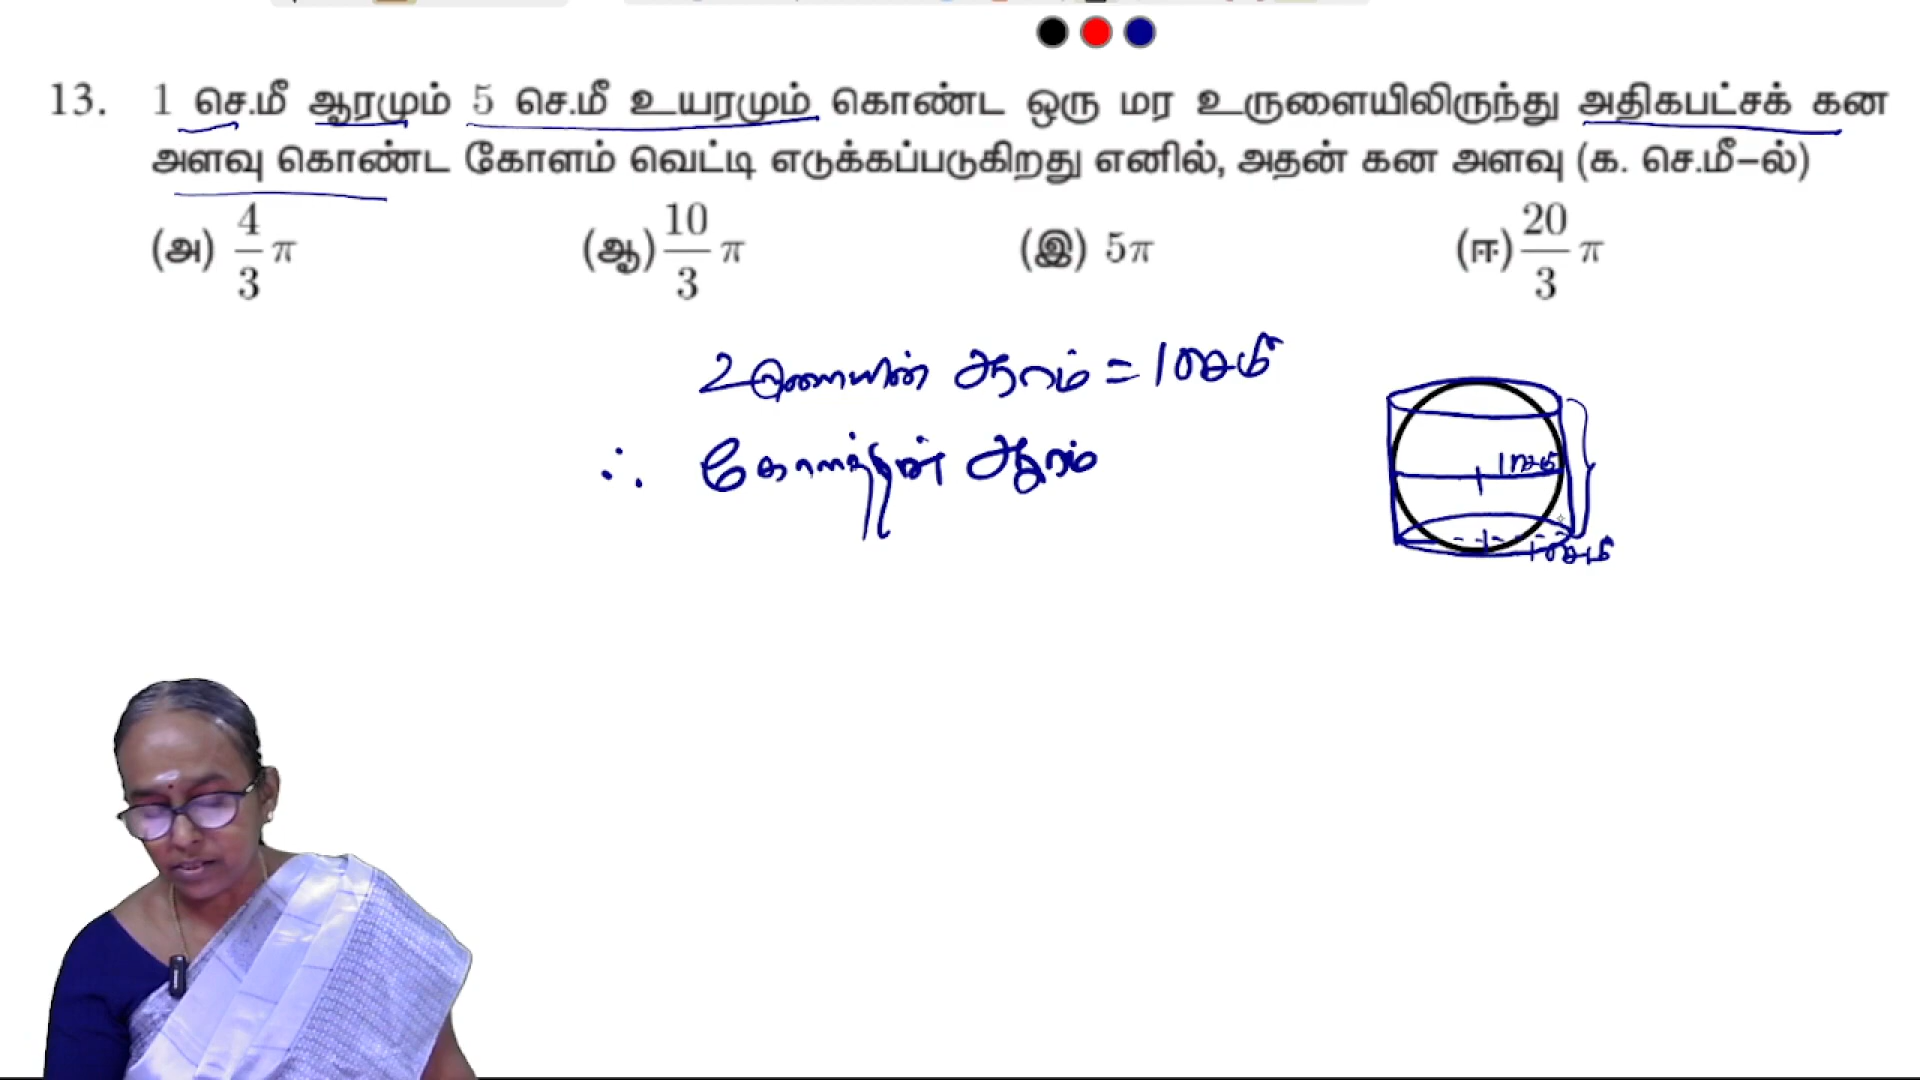 13. 1 செ.மீ ஆரமும் 5 செ.மீ உயரமும் கொண்ட ஒரு மர உருளையிலிருந்து அதிகபட்சக் கன
அளவு கொண்ட கோளம் வெட்டி எடுக்கப்படுகிறது எனில், அதன் கன அளவு (க. செ.மீ–ல்)
(அ) 4/3 π (ஆ) 10/3 π (இ) 5π (ஈ) 20/3 π
உருளையின் ஆரம் = 1 செமீ
∴ கோளத்தின் ஆரம்
1 செமீ
1 செமீ